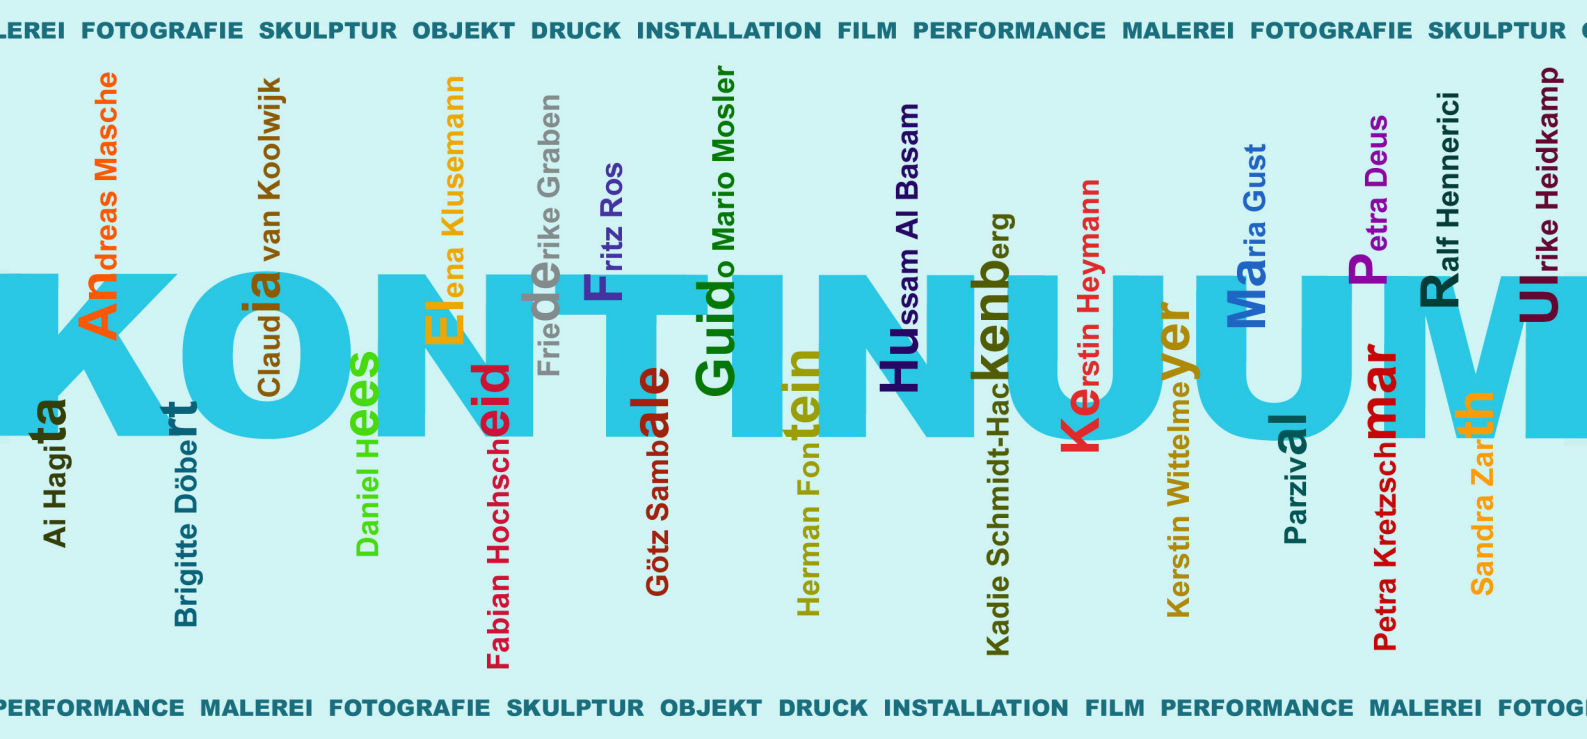 LEREI FOTOGRAFIE SKULPTUR OBJEKT DRUCK INSTALLATION FILM PERFORMANCE MALEREI FOTOGRAFIE SKULPTUR
KONTINUUM
Ai Hagita
Andreas Masche
Brigitte Döbert
Claudia van Koolwijk
Daniel Hees
Elena Klusemann
Fabian Hochscheid
Friederike Graben
Fritz Ros
Götz Sambale
Guido Mario Mosler
Herman Fontein
Hussam Al Basam
Kadie Schmidt-Hackenberg
Kerstin Heymann
Kerstin Wittelmeyer
Maria Gust
Parzival
Petra Deus
Petra Kretzschmar
Ralf Hennerici
Sandra Zarth
Ulrike Heidkamp
PERFORMANCE MALEREI FOTOGRAFIE SKULPTUR OBJEKT DRUCK INSTALLATION FILM PERFORMANCE MALEREI FOTOG